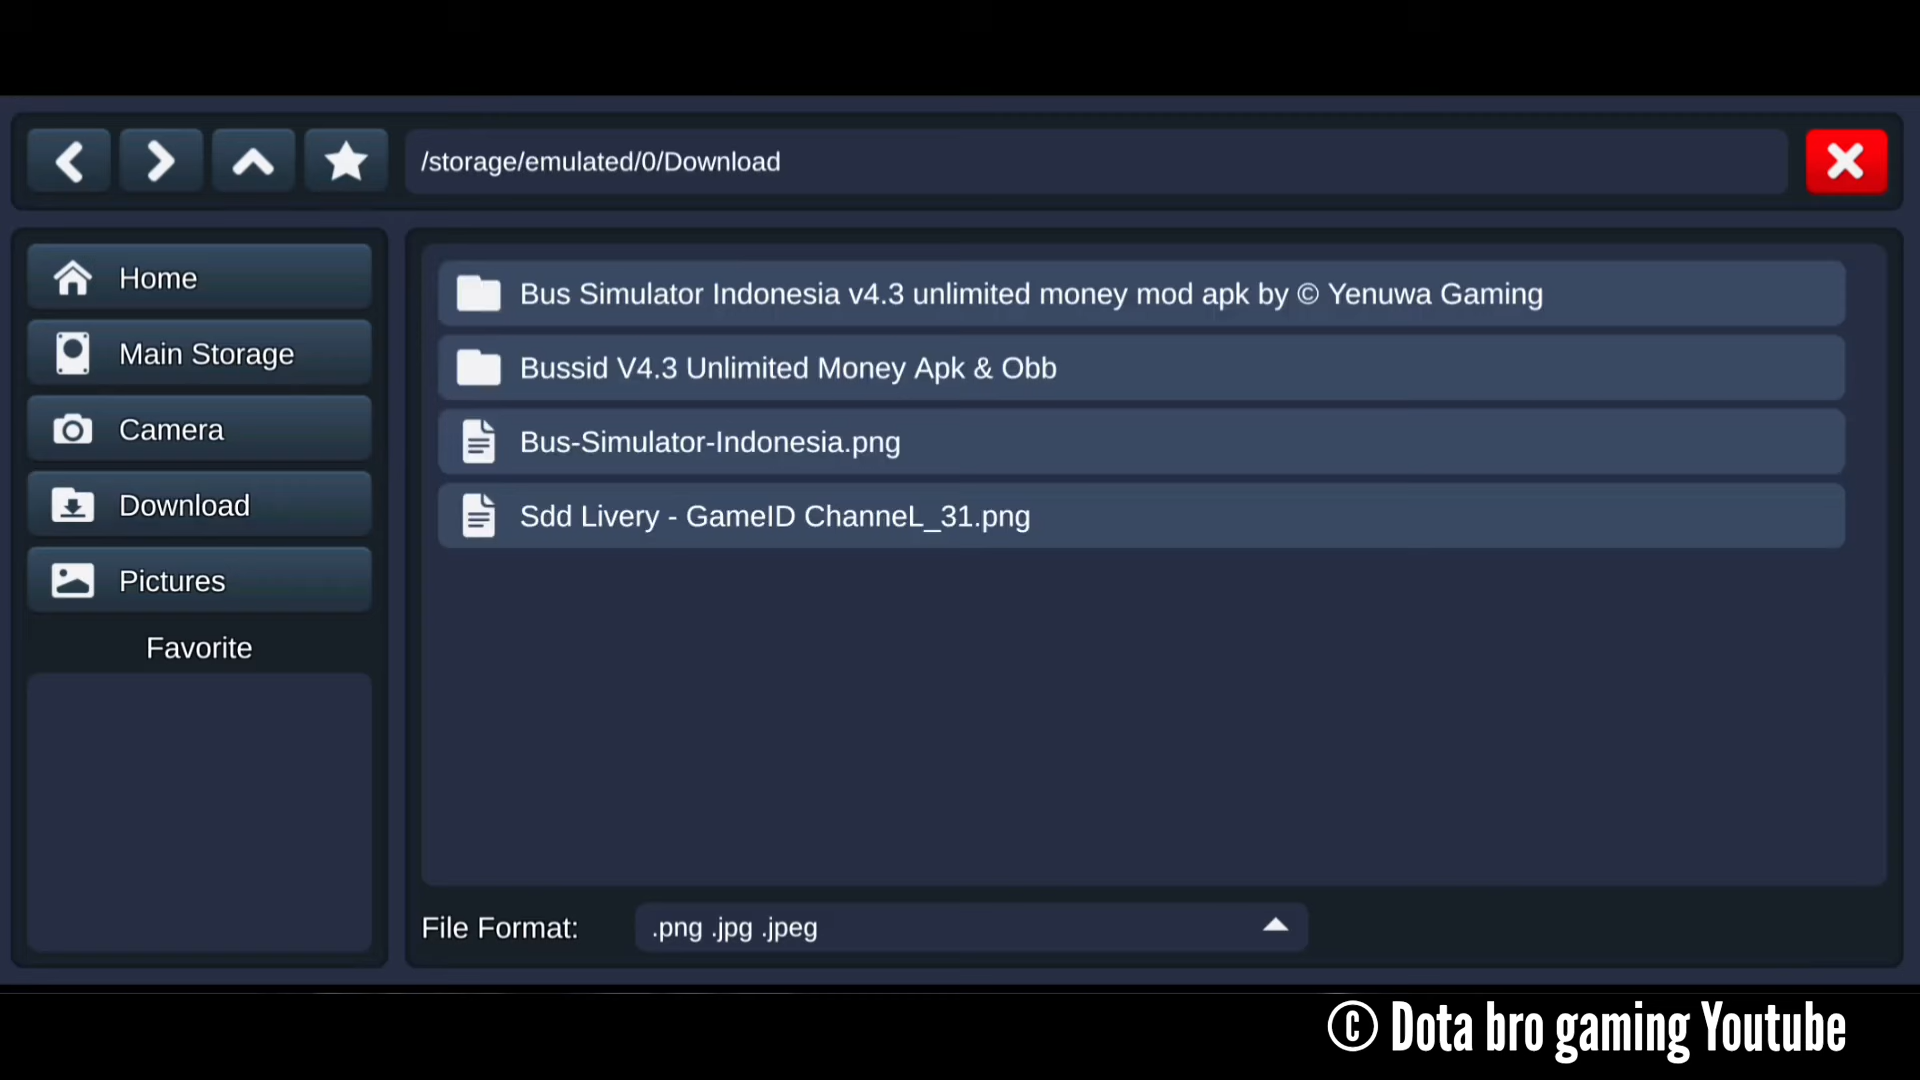 /storage/emulated/0/Download
Home
Main Storage
Camera
Download
Pictures
Favorite
Bus Simulator Indonesia v4.3 unlimited money mod apk by © Yenuwa Gaming
Bussid V4.3 Unlimited Money Apk & Obb
Bus-Simulator-Indonesia.png
Sdd Livery - GameID ChanneL_31.png
File Format:
.png .jpg .jpeg
© Dota bro gaming Youtube